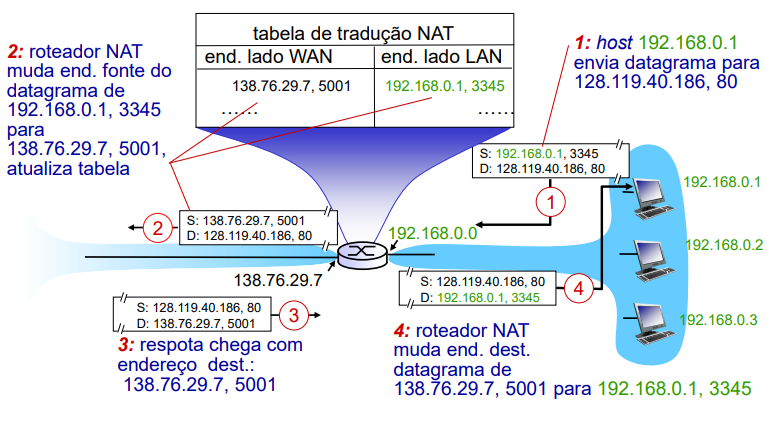 tabela de tradução NAT
end. lado WAN
end. lado LAN
138.76.29.7, 5001
192.168.0.1, 3345
……
……
2: roteador NAT
muda end. fonte do
datagrama de
192.168.0.1, 3345
para
138.76.29.7, 5001,
atualiza tabela
1: host 192.168.0.1
envia datagrama para
128.119.40.186, 80
S: 192.168.0.1, 3345
D: 128.119.40.186, 80
1
192.168.0.1
S: 138.76.29.7, 5001
D: 128.119.40.186, 80
2
192.168.0.0
192.168.0.2
138.76.29.7
S: 128.119.40.186, 80
D: 192.168.0.1, 3345
4
S: 128.119.40.186, 80
D: 138.76.29.7, 5001
3
192.168.0.3
3: respota chega com
endereço dest.:
138.76.29.7, 5001
4: roteador NAT
muda end. dest.
datagrama de
138.76.29.7, 5001 para 192.168.0.1, 3345